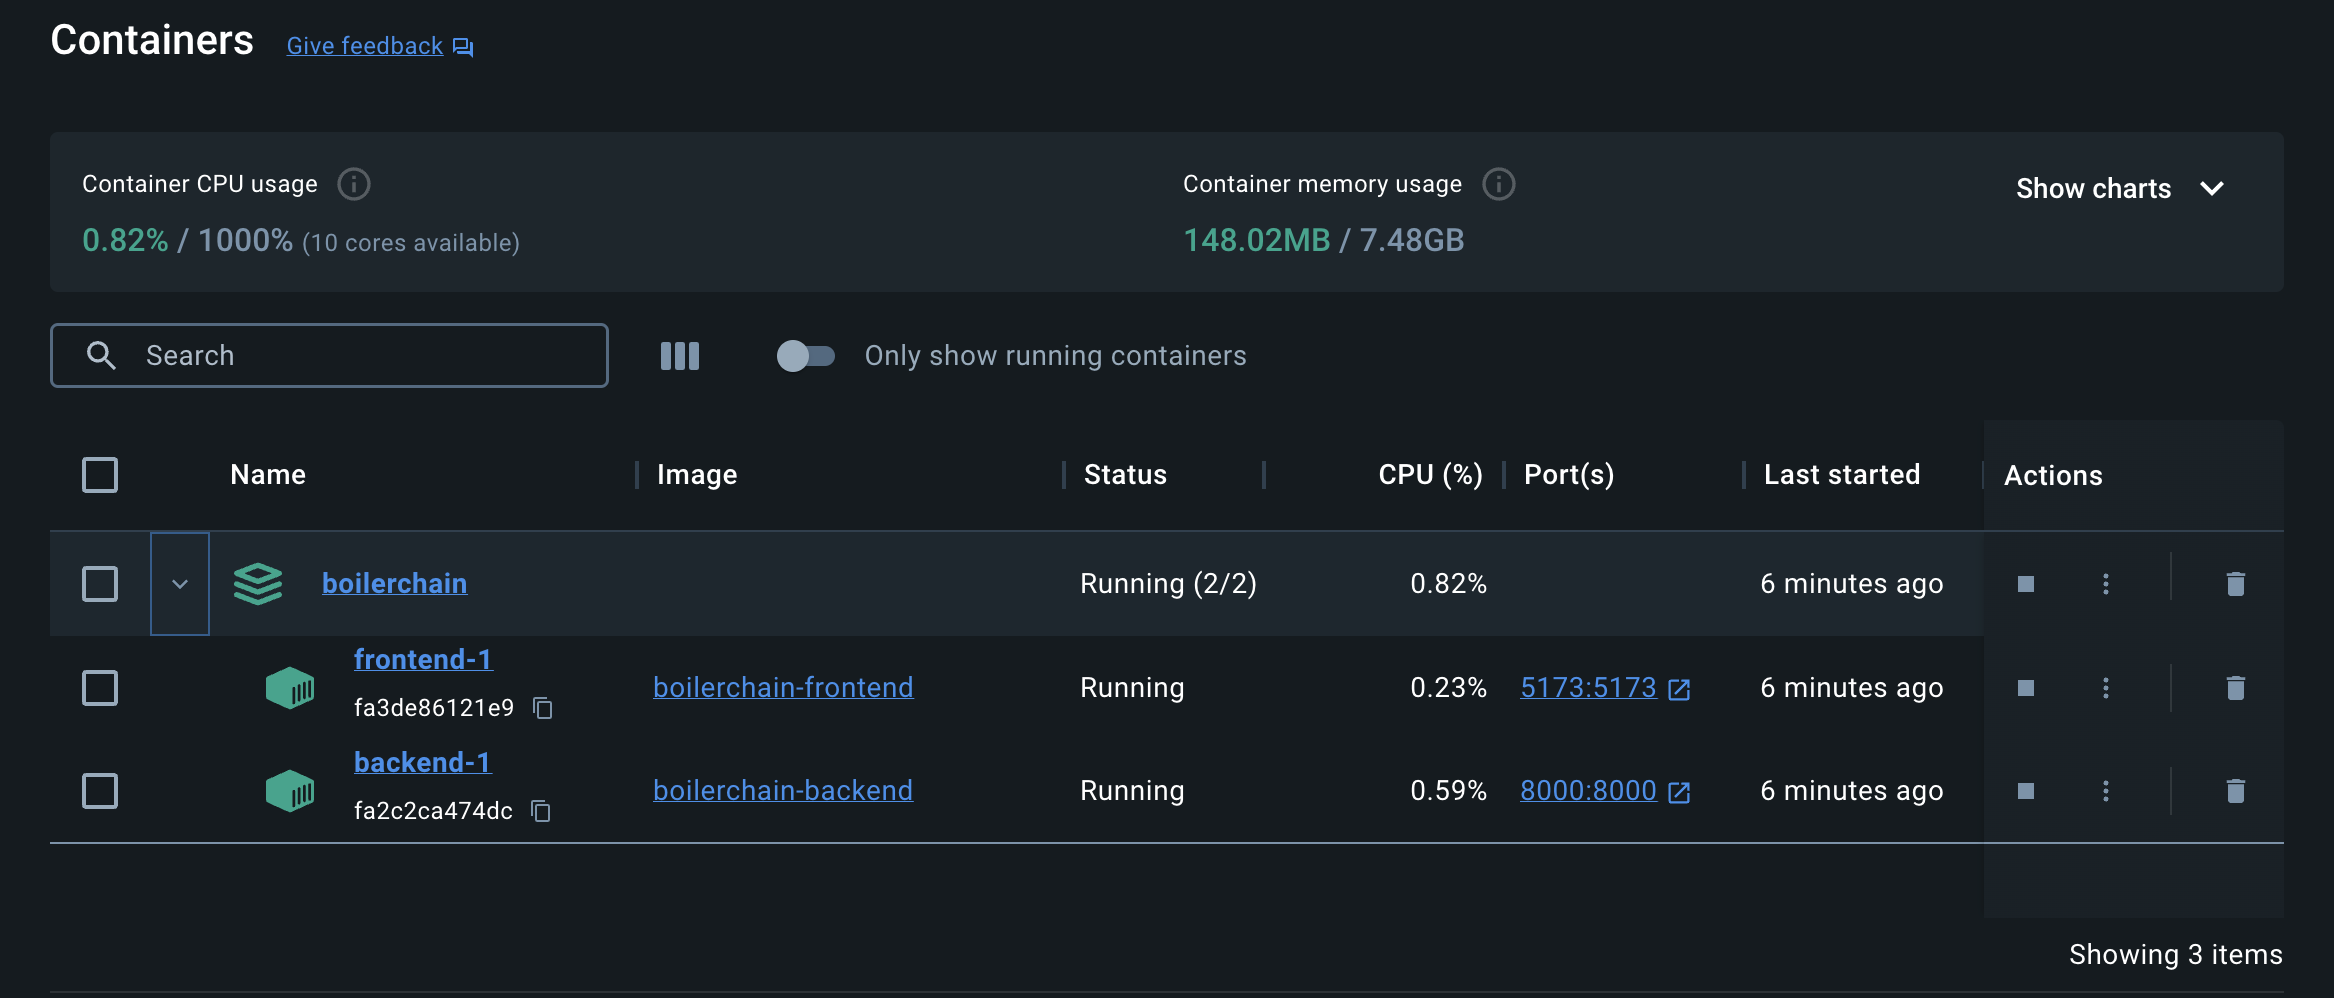 Containers Give feedback
Container CPU usage
0.82% / 1000% (10 cores available)
Container memory usage
148.02MB / 7.48GB
Show charts
Search
Only show running containers
Name Image Status CPU (%) Port(s) Last started Actions
boilerchain Running (2/2) 0.82% 6 minutes ago
frontend-1
fa3de86121e9
boilerchain-frontend Running 0.23% 5173:5173 6 minutes ago
backend-1
fa2c2ca474dc
boilerchain-backend Running 0.59% 8000:8000 6 minutes ago
Showing 3 items